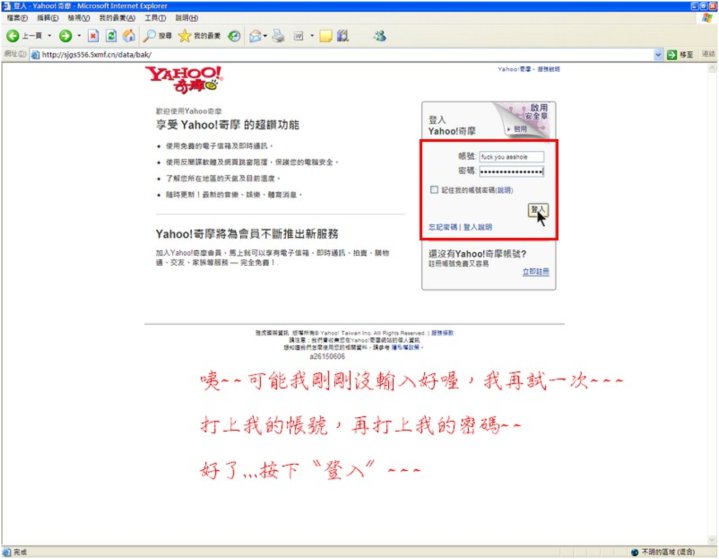 登入 - Yahoo!奇摩 - Microsoft Internet Explorer
檔案(F) 編輯(E) 檢視(V) 我的最愛(A) 工具(T) 說明(H)
上一頁 搜尋 我的最愛
網址(D) http://sjgs556.5xmf.cn/data/bak/ 移至 連結
YAHOO!奇摩
Yahoo!奇摩 - 服務說明
歡迎使用Yahoo奇摩
享受 Yahoo!奇摩 的超讚功能
• 使用免費的電子信箱及即時通訊。
• 使用反間諜軟體及網頁跳窗阻擋，保護您的電腦安全。
• 了解您所在地區的天氣及目前溫度。
• 隨時更新！最新的音樂、娛樂、體育消息。
Yahoo!奇摩將為會員不斷推出新服務
加入Yahoo!奇摩會員，馬上就可以享有電子信箱、即時通訊、拍賣、購物
通、交友、家族等服務 — 完全免費！
登入
Yahoo!奇摩
啟用
安全章
啟用
帳號: fuck you asshole
密碼: ••••••••••••••••
記住我的帳號密碼(說明)
登入
忘記密碼 | 登入說明
還沒有Yahoo!奇摩帳號?
註冊帳號免費又容易
立即註冊
雅虎國際資訊 版權所有© Yahoo! Taiwan Inc. All Rights Reserved. | 服務條款
請注意：我們會收集您在Yahoo!奇摩網站的個人資訊
想知道我們怎麼使用您的相關資料，請參考 隱私權政策。
a26150606
咦~~可能我剛剛沒輸入好喔，我再試一次~~~
打上我的帳號，再打上我的密碼~~
好了...按下〝登入〞~~~
完成
不明的區域 (混合)